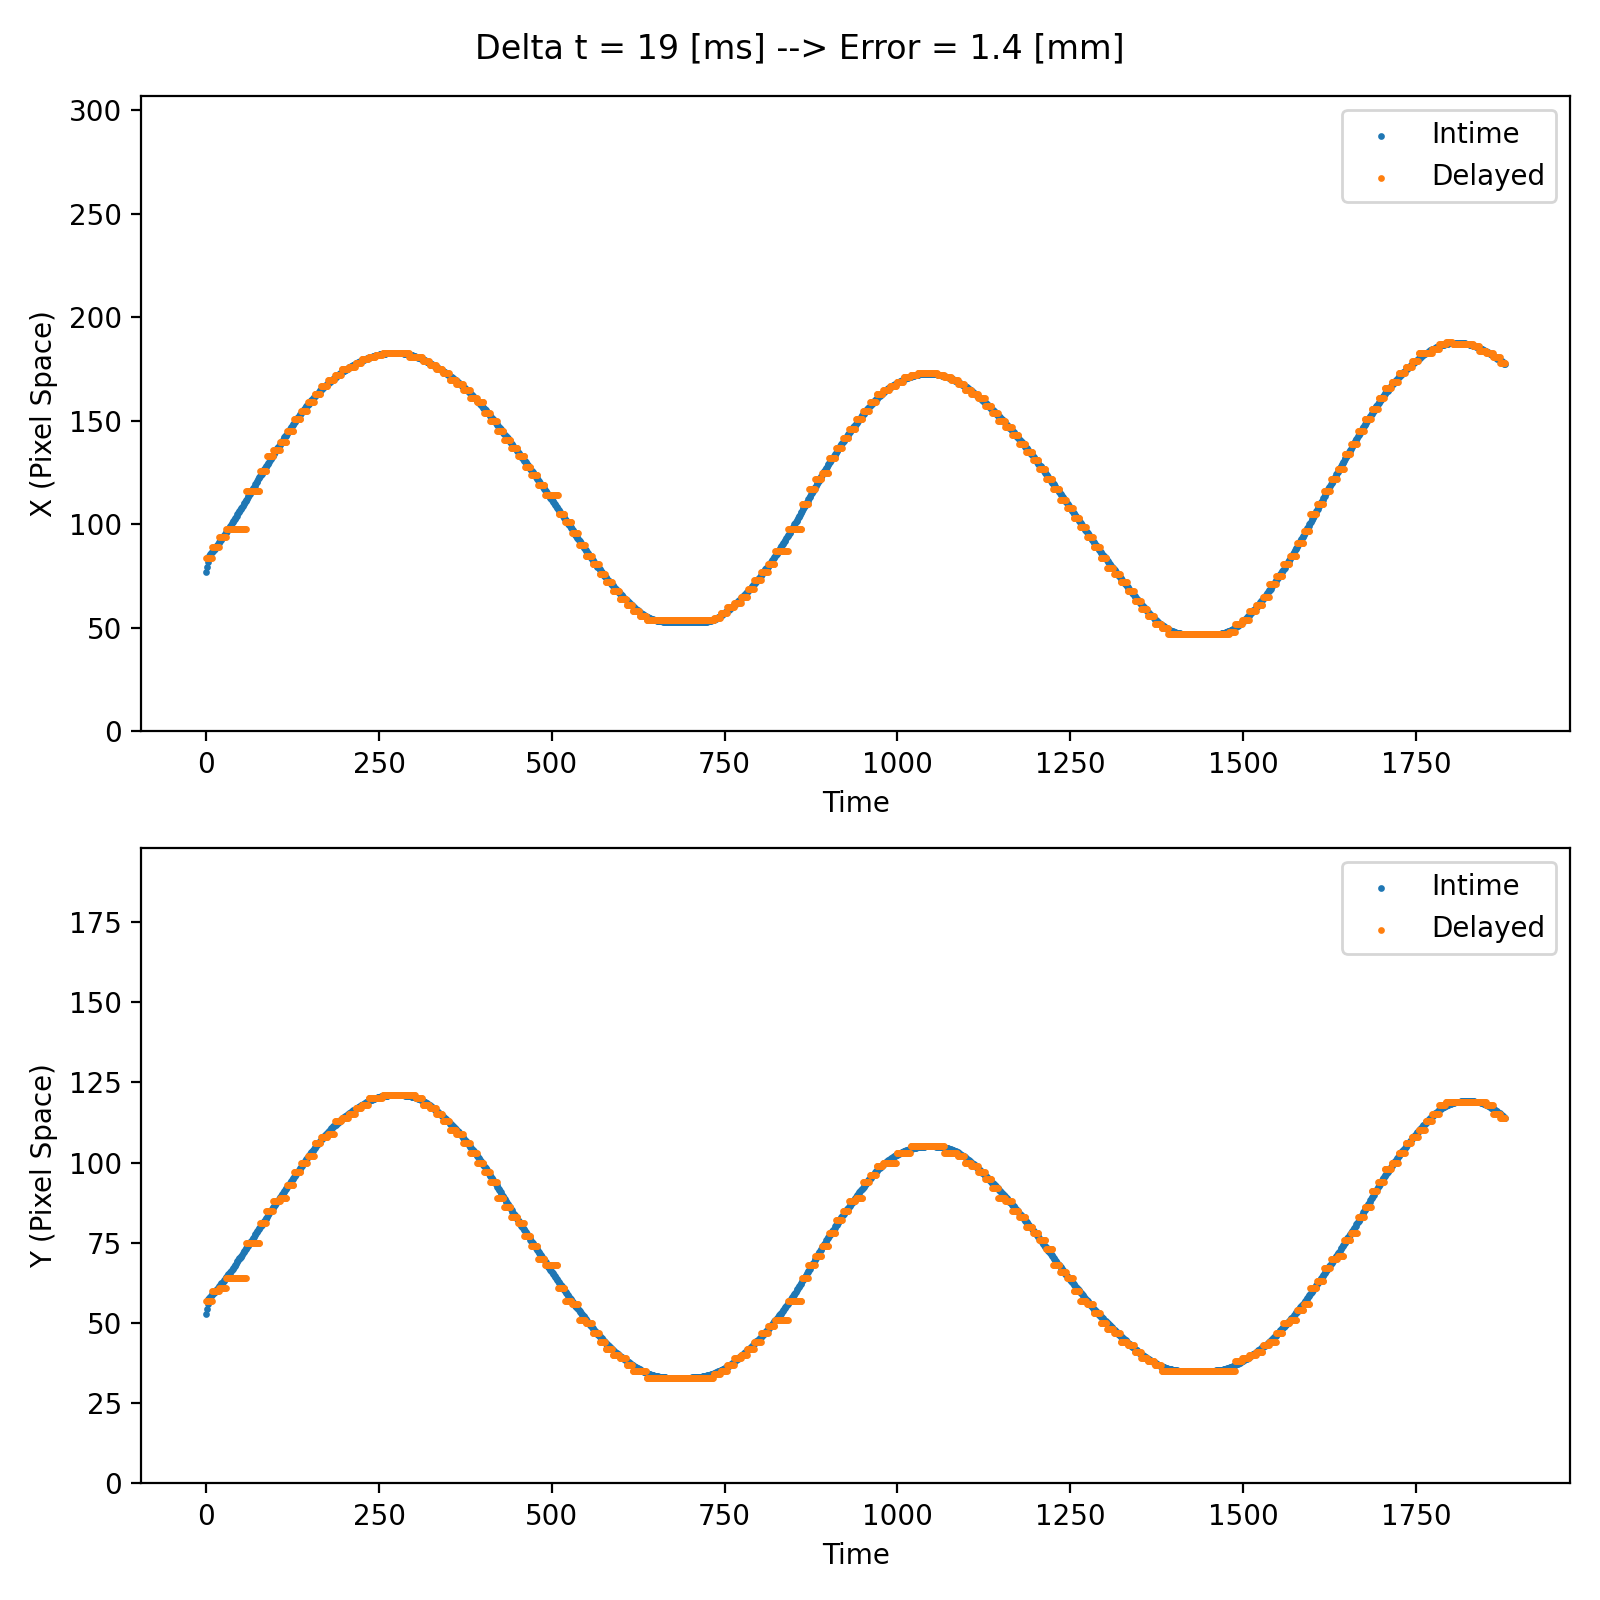 Delta t = 19 [ms] --> Error = 1.4 [mm]
300
250
200
150
100
50
0
X (Pixel Space)
Intime
Delayed
0 250 500 750 1000 1250 1500 1750
Time
175
150
125
100
75
50
25
0
Y (Pixel Space)
Intime
Delayed
0 250 500 750 1000 1250 1500 1750
Time